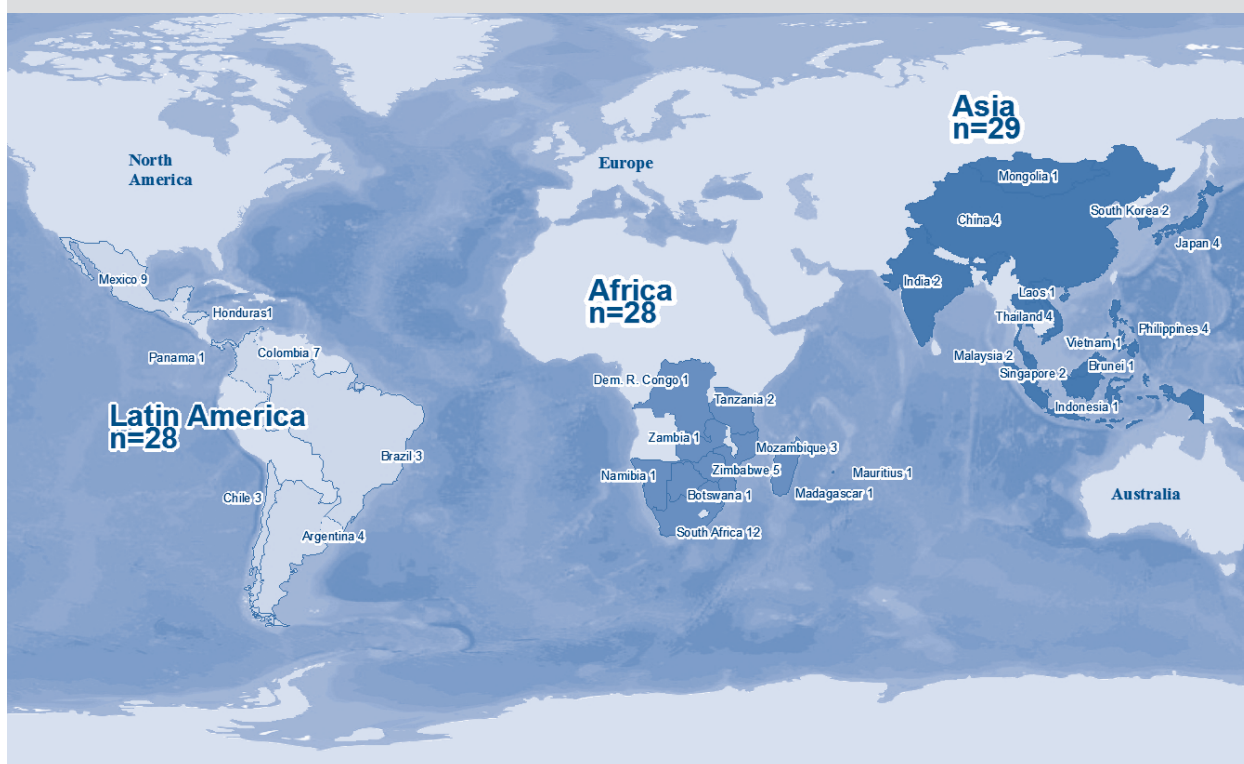 Asia
n=29
North
America
Europe
Mongolia 1
China 4
South Korea 2
Japan 4
Mexico 9
Honduras1
Africa
n=28
India 2
Laos 1
Thailand 4
Philippines 4
Panama 1
Colombia 7
Vietnam 1
Malaysia 2
Singapore 2
Brunei 1
Dem. R. Congo 1
Tanzania 2
Indonesia 1
Latin America
n=28
Zambia 1
Mozambique 3
Brazil 3
Namibia 1
Zimbabwe 5
Mauritius 1
Chile 3
Botswana 1
Madagascar 1
Australia
Argentina 4
South Africa 12